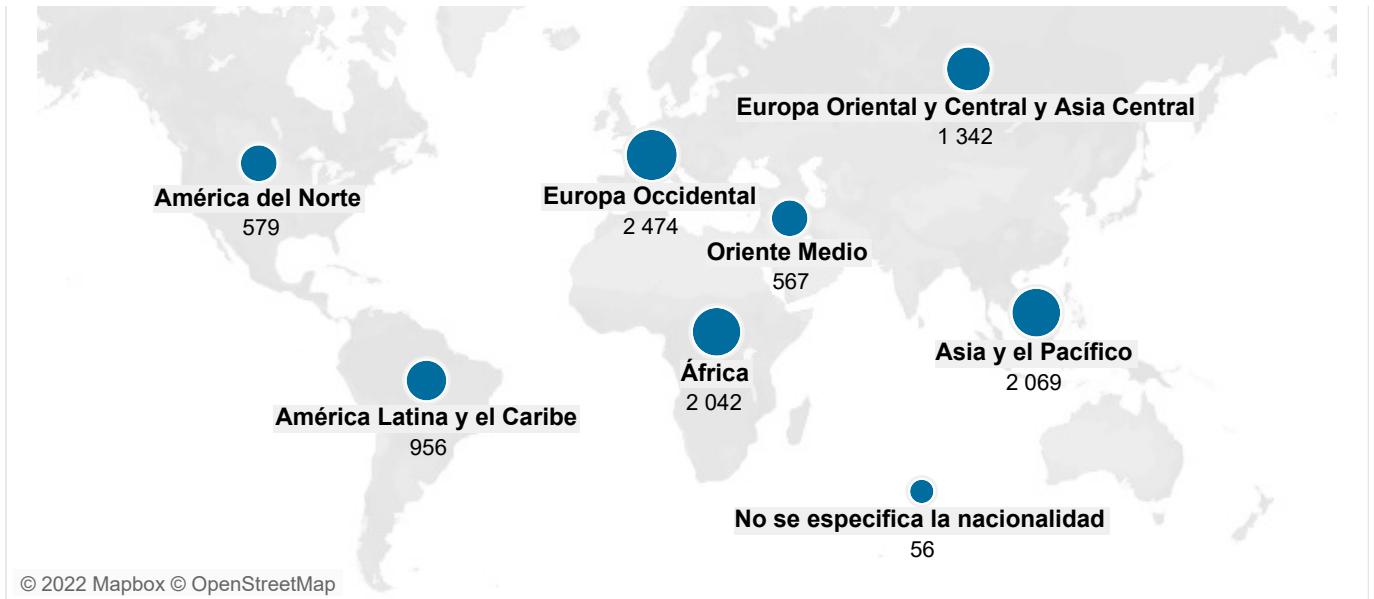 Europa Oriental y Central y Asia Central
1 342
América del Norte
579
Europa Occidental
2 474
Oriente Medio
567
Asia y el Pacífico
2 069
África
2 042
América Latina y el Caribe
956
No se especifica la nacionalidad
56
© 2022 Mapbox © OpenStreetMap